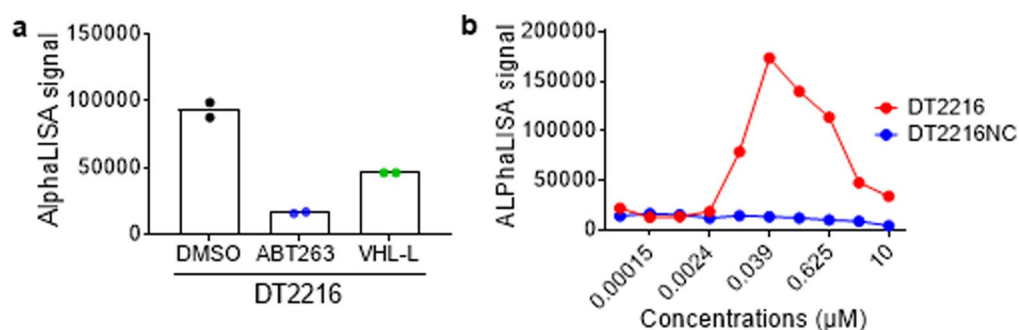 a
AlphaLISA signal
150000
100000
50000
0
DMSO ABT263 VHL-L
DT2216
b
ALPhaLISA signal
200000
150000
100000
50000
0
0.00015 0.0024 0.039 0.625 10
Concentrations (μM)
DT2216
DT2216NC